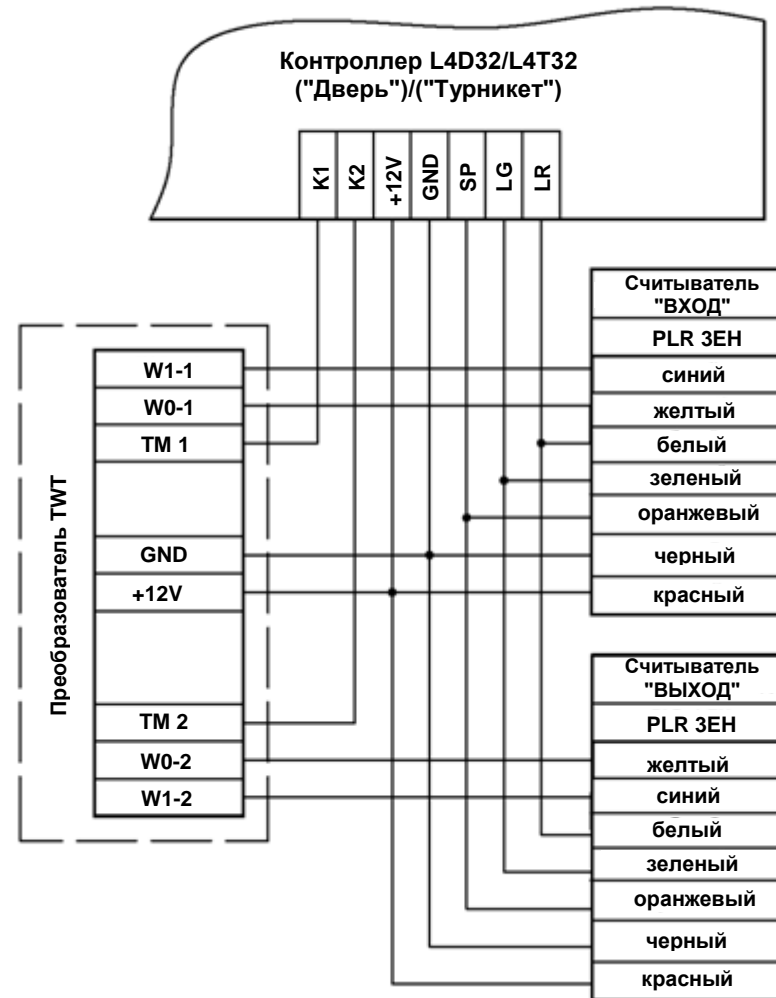 Контроллер L4D32/L4T32
("Дверь")/("Турникет")
K1
K2
+12V
GND
SP
LG
LR
Преобразователь TWT
W1-1
W0-1
TM 1
GND
+12V
TM 2
W0-2
W1-2
Считыватель
"ВХОД"
PLR 3EH
синий
желтый
белый
зеленый
оранжевый
черный
красный
Считыватель
"ВЫХОД"
PLR 3EH
желтый
синий
белый
зеленый
оранжевый
черный
красный